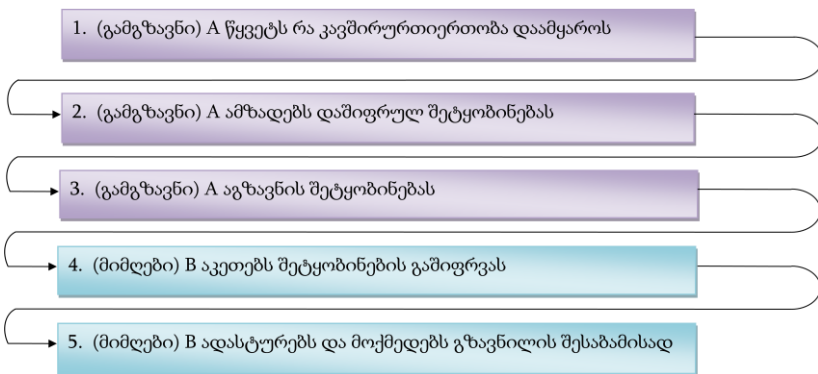 1. (გამგზავნი) A წყვეტს რა კავშირურთიერთობა დაამყაროს
2. (გამგზავნი) A ამზადებს დაშიფრულ შეტყობინებას
3. (გამგზავნი) A აგზავნის შეტყობინებას
4. (მიმღები) B აკეთებს შეტყობინების გაშიფრვას
5. (მიმღები) B ადასტურებს და მოქმედებს გზავნილის შესაბამისად